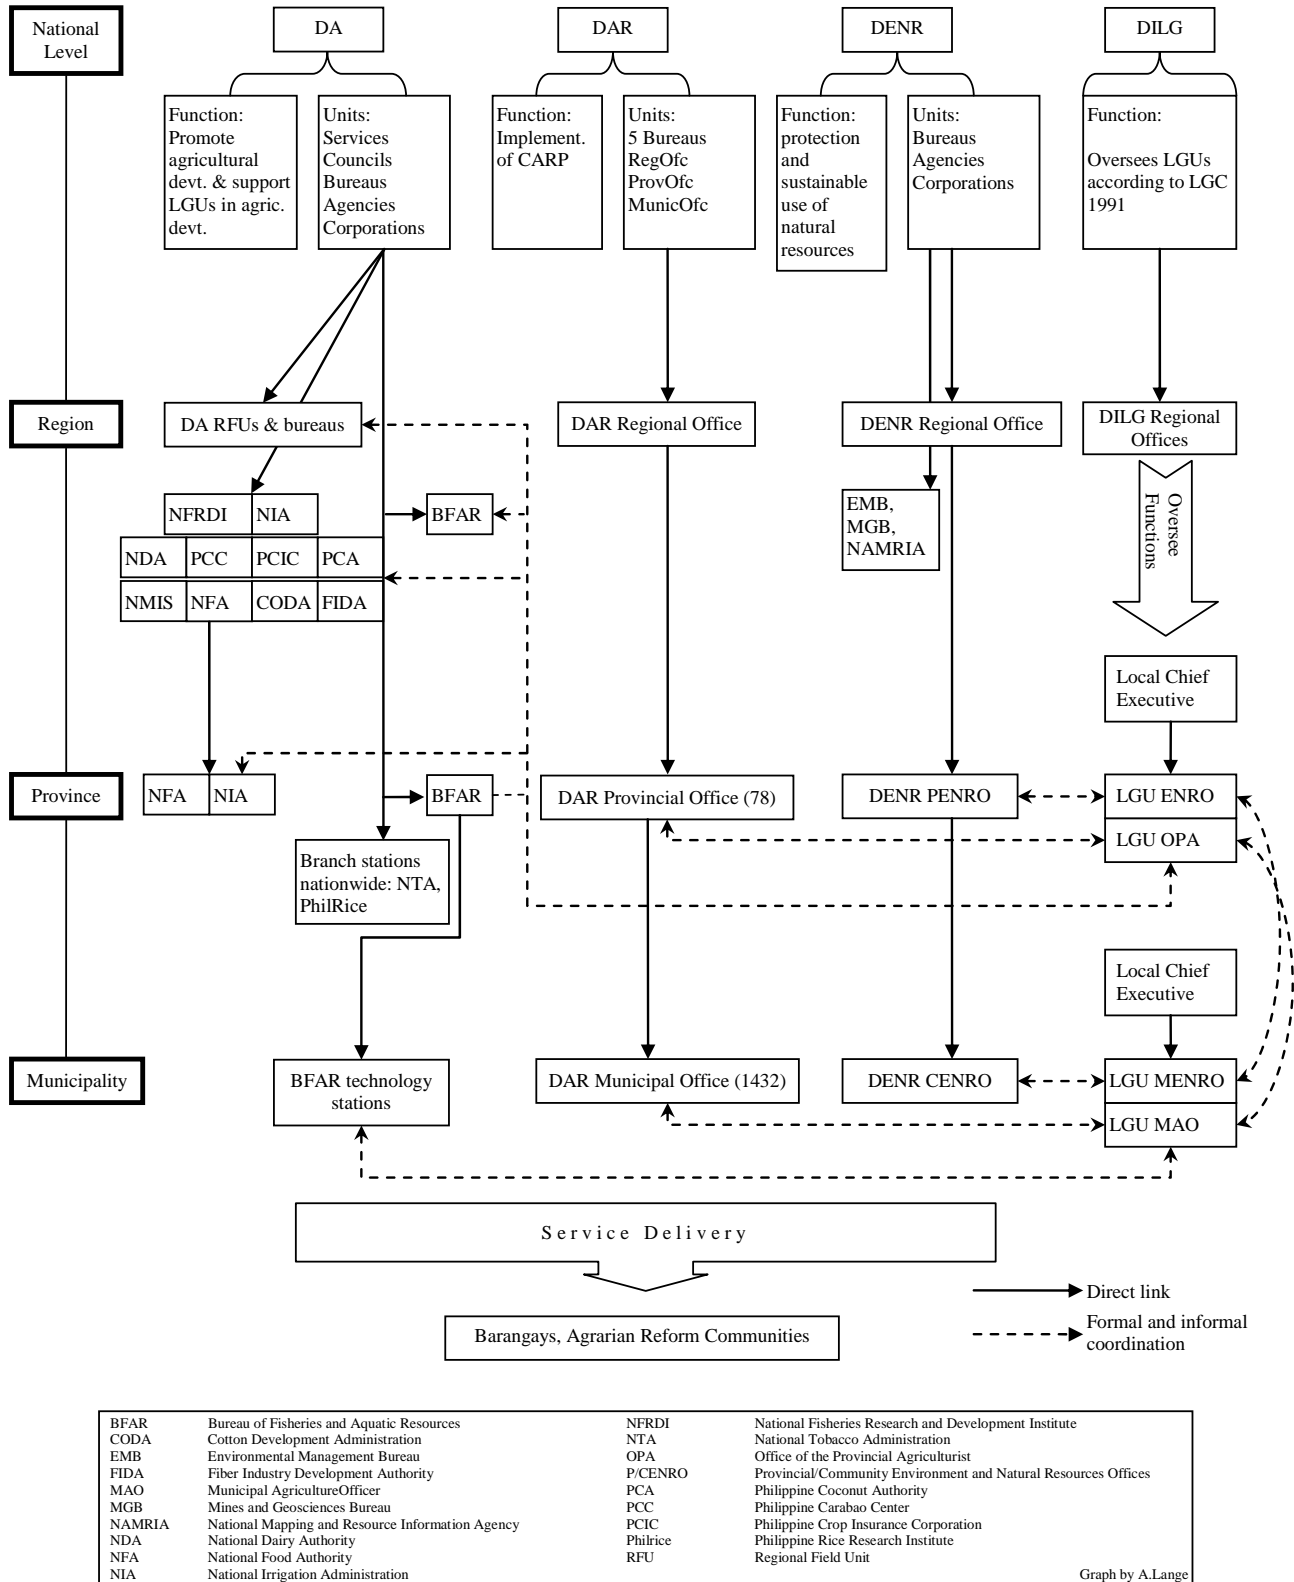 National
Level
DA
DAR
DENR
DILG
Function:
Promote
agricultural
devt. & support
LGUs in agric.
devt.
Units:
Services
Councils
Bureaus
Agencies
Corporations
Function:
Implement.
of CARP
Units:
5 Bureaus
RegOfc
ProvOfc
MunicOfc
Function:
protection
and
sustainable
use of
natural
resources
Units:
Bureaus
Agencies
Corporations
Function:
Oversees LGUs
according to LGC
1991
Region
DA RFUs & bureaus
DAR Regional Office
DENR Regional Office
DILG Regional
Offices
NFRDI
NIA
BFAR
EMB,
MGB,
NAMRIA
Oversee
Functions
NDA
PCC
PCIC
PCA
NMIS
NFA
CODA
FIDA
Local Chief
Executive
Province
NFA
NIA
BFAR
DAR Provincial Office (78)
DENR PENRO
LGU ENRO
LGU OPA
Branch stations
nationwide: NTA,
PhilRice
Local Chief
Executive
Municipality
BFAR technology
stations
DAR Municipal Office (1432)
DENR CENRO
LGU MENRO
LGU MAO
Service Delivery
Barangays, Agrarian Reform Communities
Direct link
Formal and informal
coordination
BFAR Bureau of Fisheries and Aquatic Resources
CODA Cotton Development Administration
EMB Environmental Management Bureau
FIDA Fiber Industry Development Authority
MAO Municipal AgricultureOfficer
MGB Mines and Geosciences Bureau
NAMRIA National Mapping and Resource Information Agency
NDA National Dairy Authority
NFA National Food Authority
NIA National Irrigation Administration
NFRDI National Fisheries Research and Development Institute
NTA National Tobacco Administration
OPA Office of the Provincial Agriculturist
P/CENRO Provincial/Community Environment and Natural Resources Offices
PCA Philippine Coconut Authority
PCC Philippine Carabao Center
PCIC Philippine Crop Insurance Corporation
Philrice Philippine Rice Research Institute
RFU Regional Field Unit
Graph by A.Lange